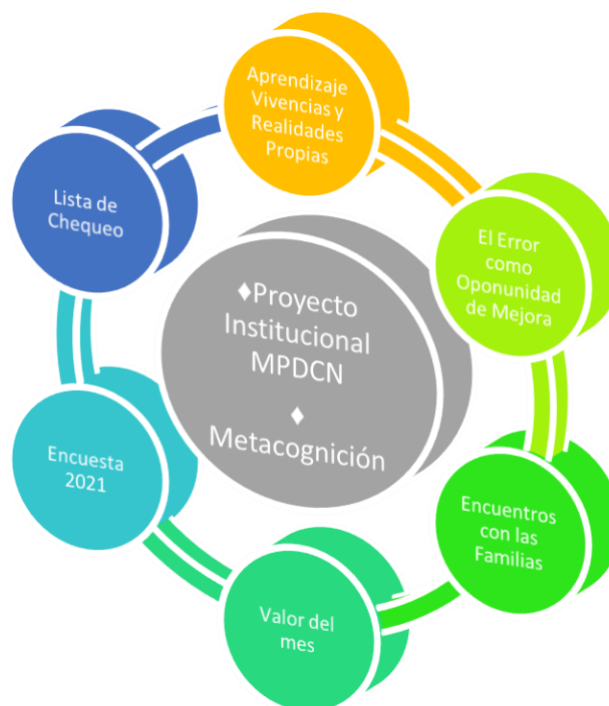 Aprendizaje
Vivencias y
Realidades
Propias
El Error
como
Oponunidad
de Mejora
Encuentros
con las
Familias
Valor del
mes
Encuesta
2021
Lista de
Chequeo
♦Proyecto
Institucional
MPDCN
♦
Metacognición